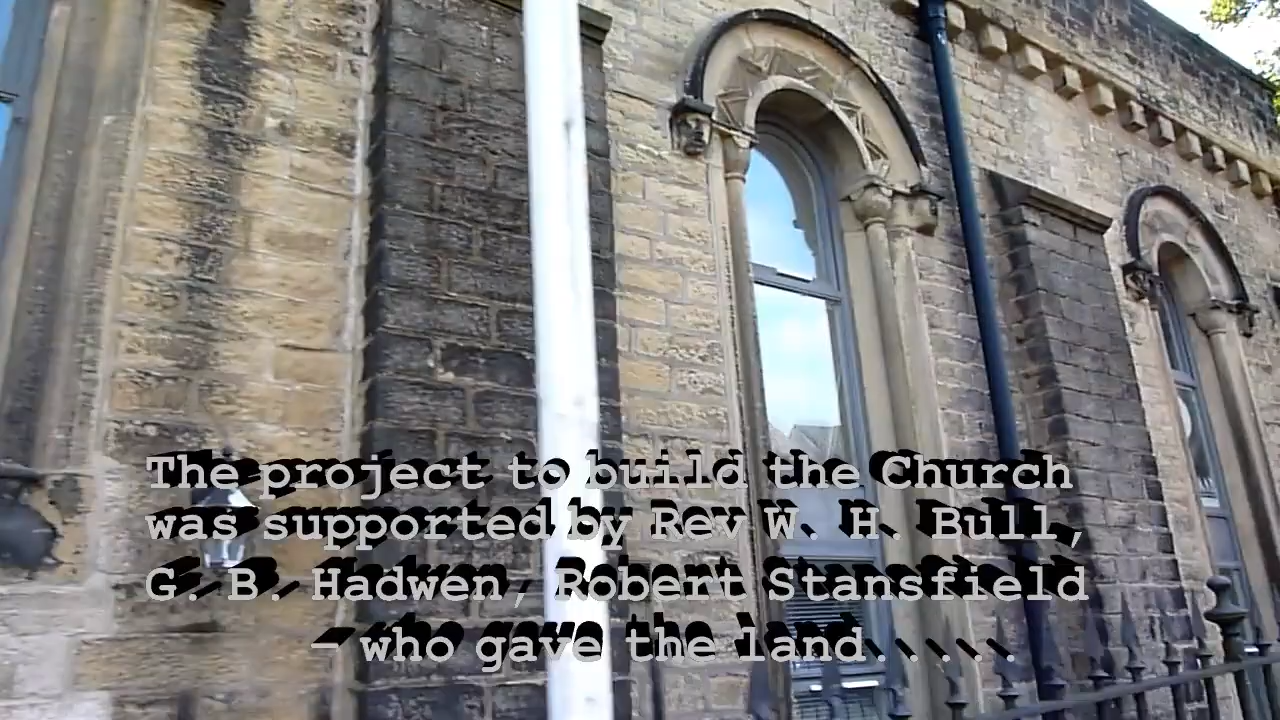 The project to build the Church
was supported by Rev W. H. Bull,
G. B. Hadwen, Robert Stansfield
- who gave the land.....